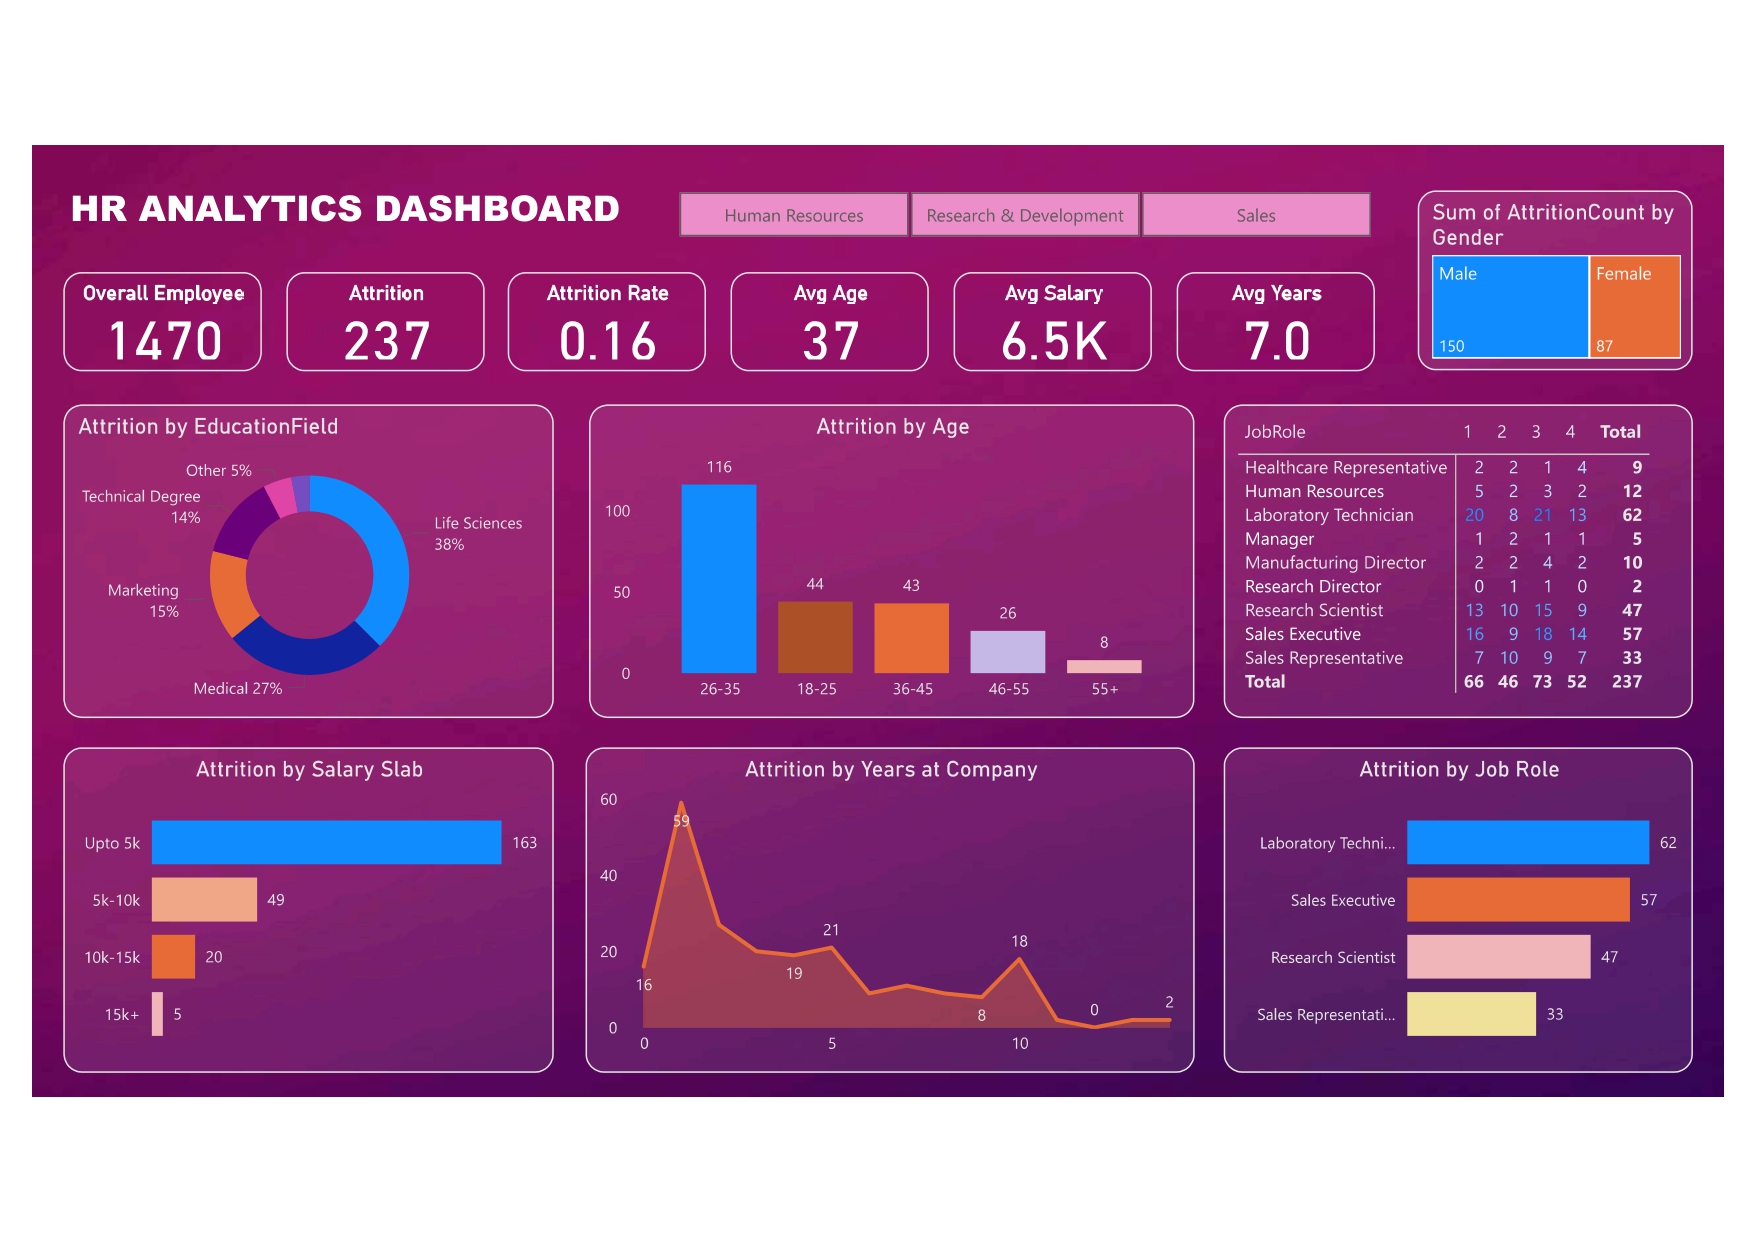 HR ANALYTICS DASHBOARD
Human Resources
Research & Development
Sales
Sum of AttritionCount by
Gender
Male
Female
150
87
Overall Employee
1470
Attrition
237
Attrition Rate
0.16
Avg Age
37
Avg Salary
6.5K
Avg Years
7.0
Attrition by EducationField
Other 5%
Technical Degree
14%
Life Sciences
38%
Marketing
15%
Medical 27%
Attrition by Age
116
100
44
43
50
26
8
0
26-35 18-25 36-45 46-55 55+
JobRole 1 2 3 4 Total
Healthcare Representative 2 2 1 4 9
Human Resources 5 2 3 2 12
Laboratory Technician 20 8 21 13 62
Manager 1 2 1 1 5
Manufacturing Director 2 2 4 2 10
Research Director 0 1 1 0 2
Research Scientist 13 10 15 9 47
Sales Executive 16 9 18 14 57
Sales Representative 7 10 9 7 33
Total 66 46 73 52 237
Attrition by Salary Slab
Upto 5k 163
5k-10k 49
10k-15k 20
15k+ 5
Attrition by Years at Company
60
59
40
21
18
20
19
16
8
0
2
0
0 5 10
Attrition by Job Role
Laboratory Techni... 62
Sales Executive 57
Research Scientist 47
Sales Representati... 33